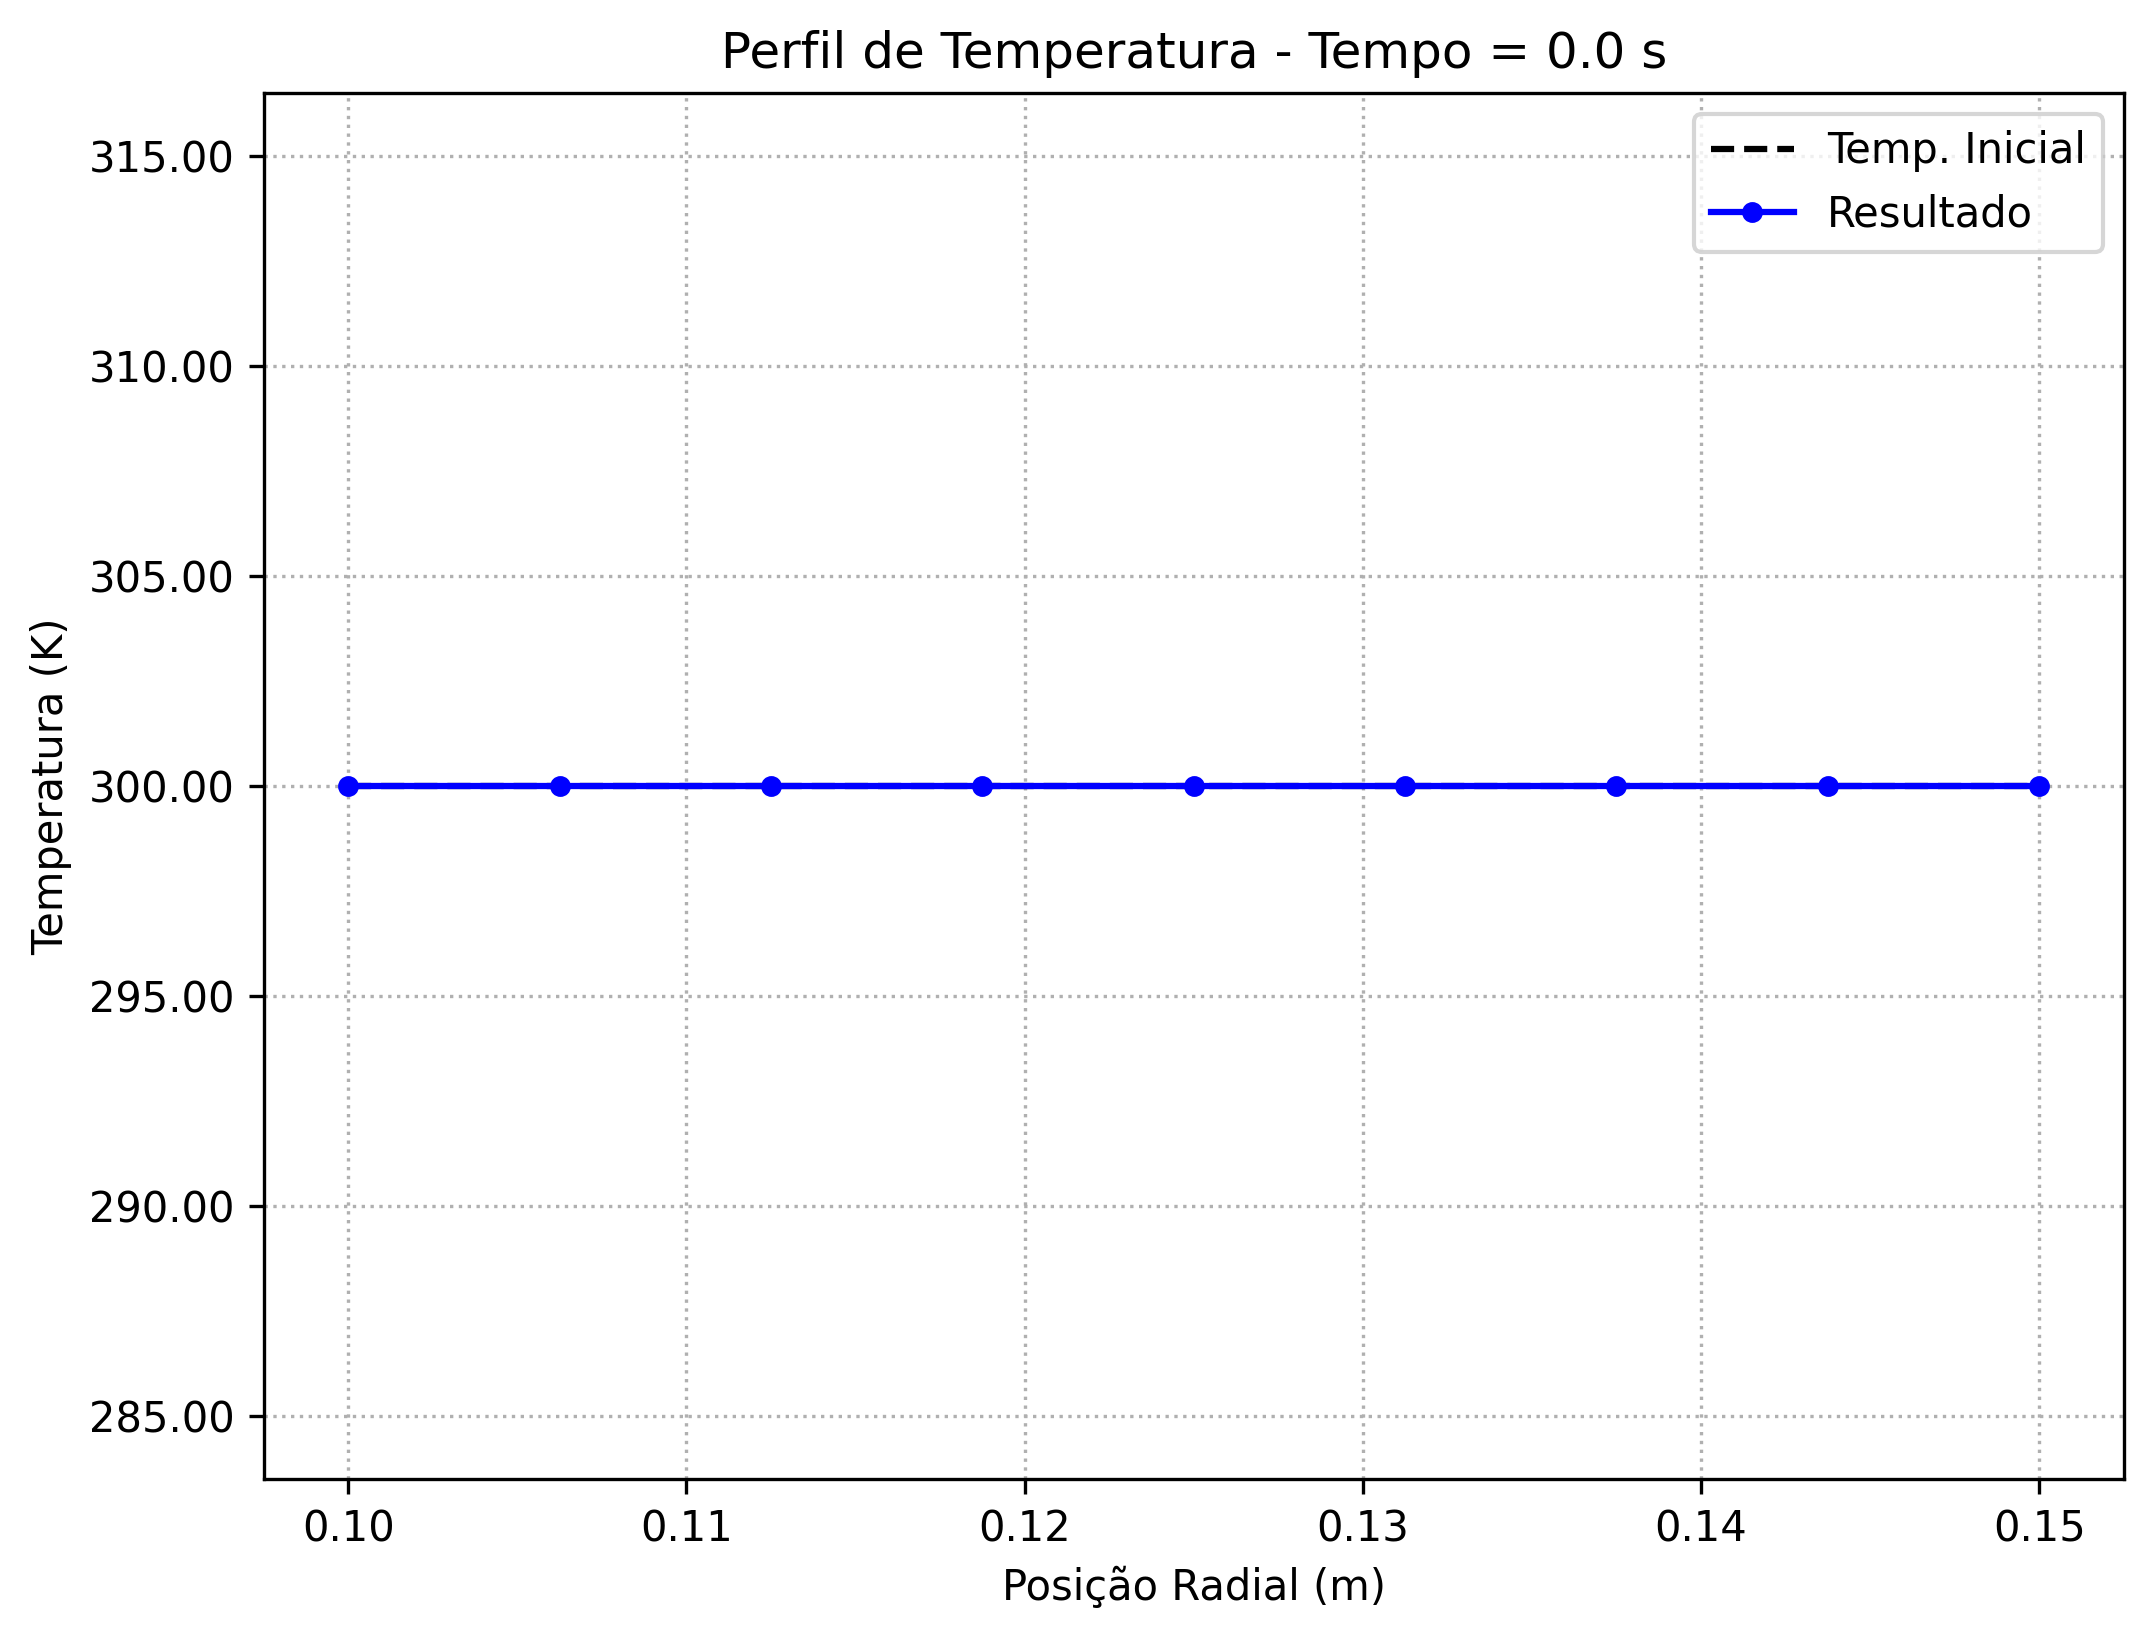 Perfil de Temperatura - Tempo = 0.0 s
Temp. Inicial
Resultado
Temperatura (K)
315.00
310.00
305.00
300.00
295.00
290.00
285.00
0.10 0.11 0.12 0.13 0.14 0.15
Posição Radial (m)